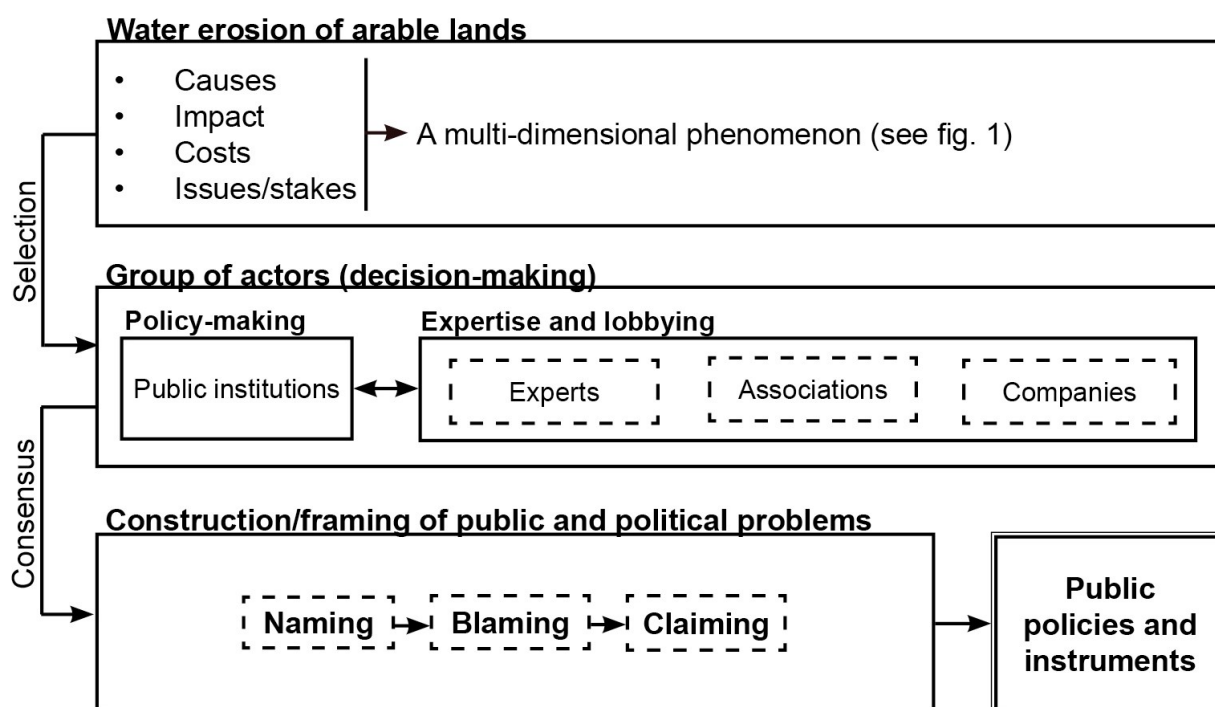 Water erosion of arable lands
• Causes
• Impact
• Costs
• Issues/stakes
A multi-dimensional phenomenon (see fig. 1)
Selection
Group of actors (decision-making)
Policy-making
Public institutions
Expertise and lobbying
Experts
Associations
Companies
Consensus
Construction/framing of public and political problems
Naming
Blaming
Claiming
Public
policies and
instruments